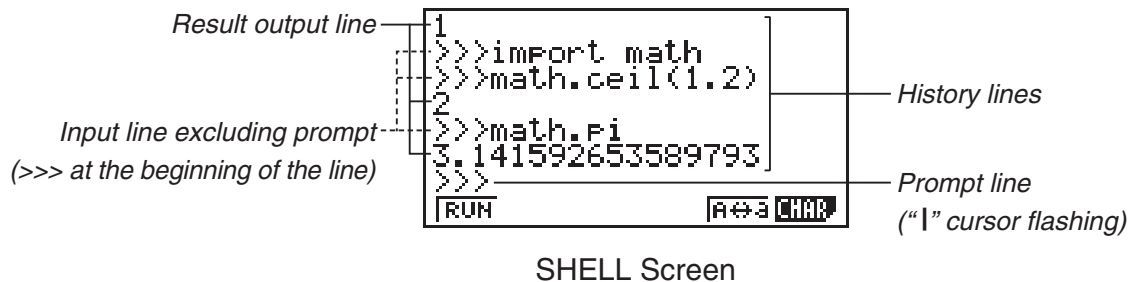 Result output line
1
>>>import math
>>>math.ceil(1.2)
2
>>>math.pi
3.141592653589793
>>>
RUN A⇔a CHAR
Input line excluding prompt
(>>> at the beginning of the line)
History lines
Prompt line
("|" cursor flashing)
SHELL Screen